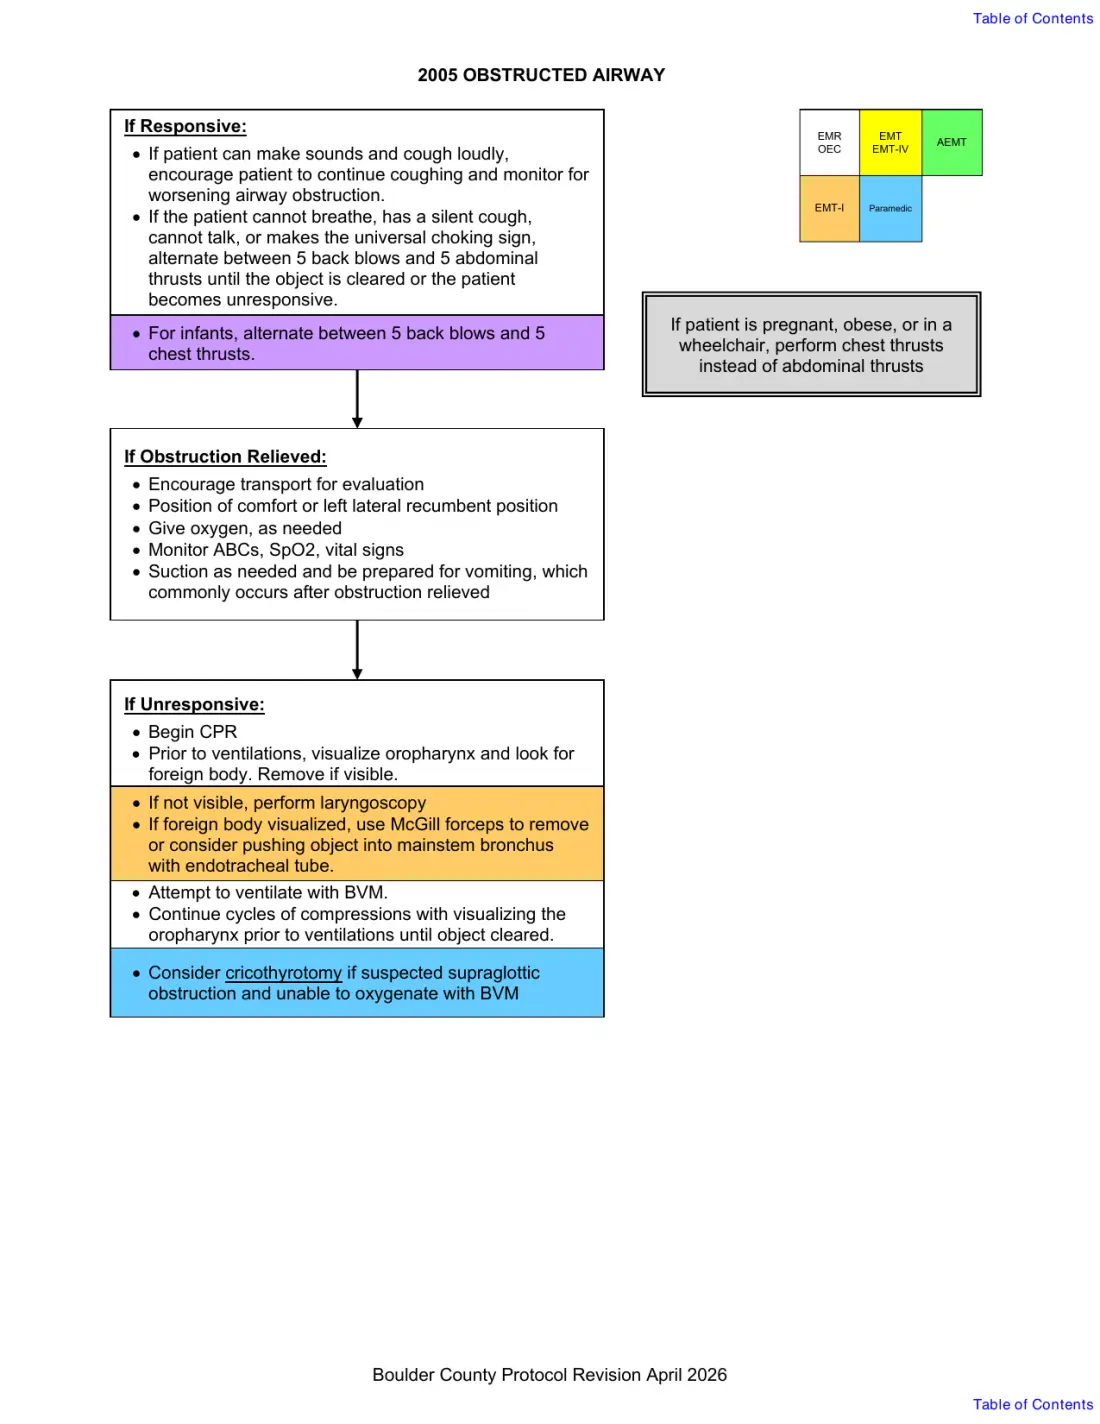 Table of Contents
2005 OBSTRUCTED AIRWAY
If Responsive:
• If patient can make sounds and cough loudly,
encourage patient to continue coughing and monitor for
worsening airway obstruction.
• If the patient cannot breathe, has a silent cough,
cannot talk, or makes the universal choking sign,
alternate between 5 back blows and 5 abdominal
thrusts until the object is cleared or the patient
becomes unresponsive.
• For infants, alternate between 5 back blows and 5
chest thrusts.
EMR
OEC
EMT
EMT-IV
AEMT
EMT-I
Paramedic
If patient is pregnant, obese, or in a
wheelchair, perform chest thrusts
instead of abdominal thrusts
If Obstruction Relieved:
• Encourage transport for evaluation
• Position of comfort or left lateral recumbent position
• Give oxygen, as needed
• Monitor ABCs, SpO2, vital signs
• Suction as needed and be prepared for vomiting, which
commonly occurs after obstruction relieved
If Unresponsive:
• Begin CPR
• Prior to ventilations, visualize oropharynx and look for
foreign body. Remove if visible.
• If not visible, perform laryngoscopy
• If foreign body visualized, use McGill forceps to remove
or consider pushing object into mainstem bronchus
with endotracheal tube.
• Attempt to ventilate with BVM.
• Continue cycles of compressions with visualizing the
oropharynx prior to ventilations until object cleared.
• Consider cricothyrotomy if suspected supraglottic
obstruction and unable to oxygenate with BVM
Boulder County Protocol Revision April 2026
Table of Contents